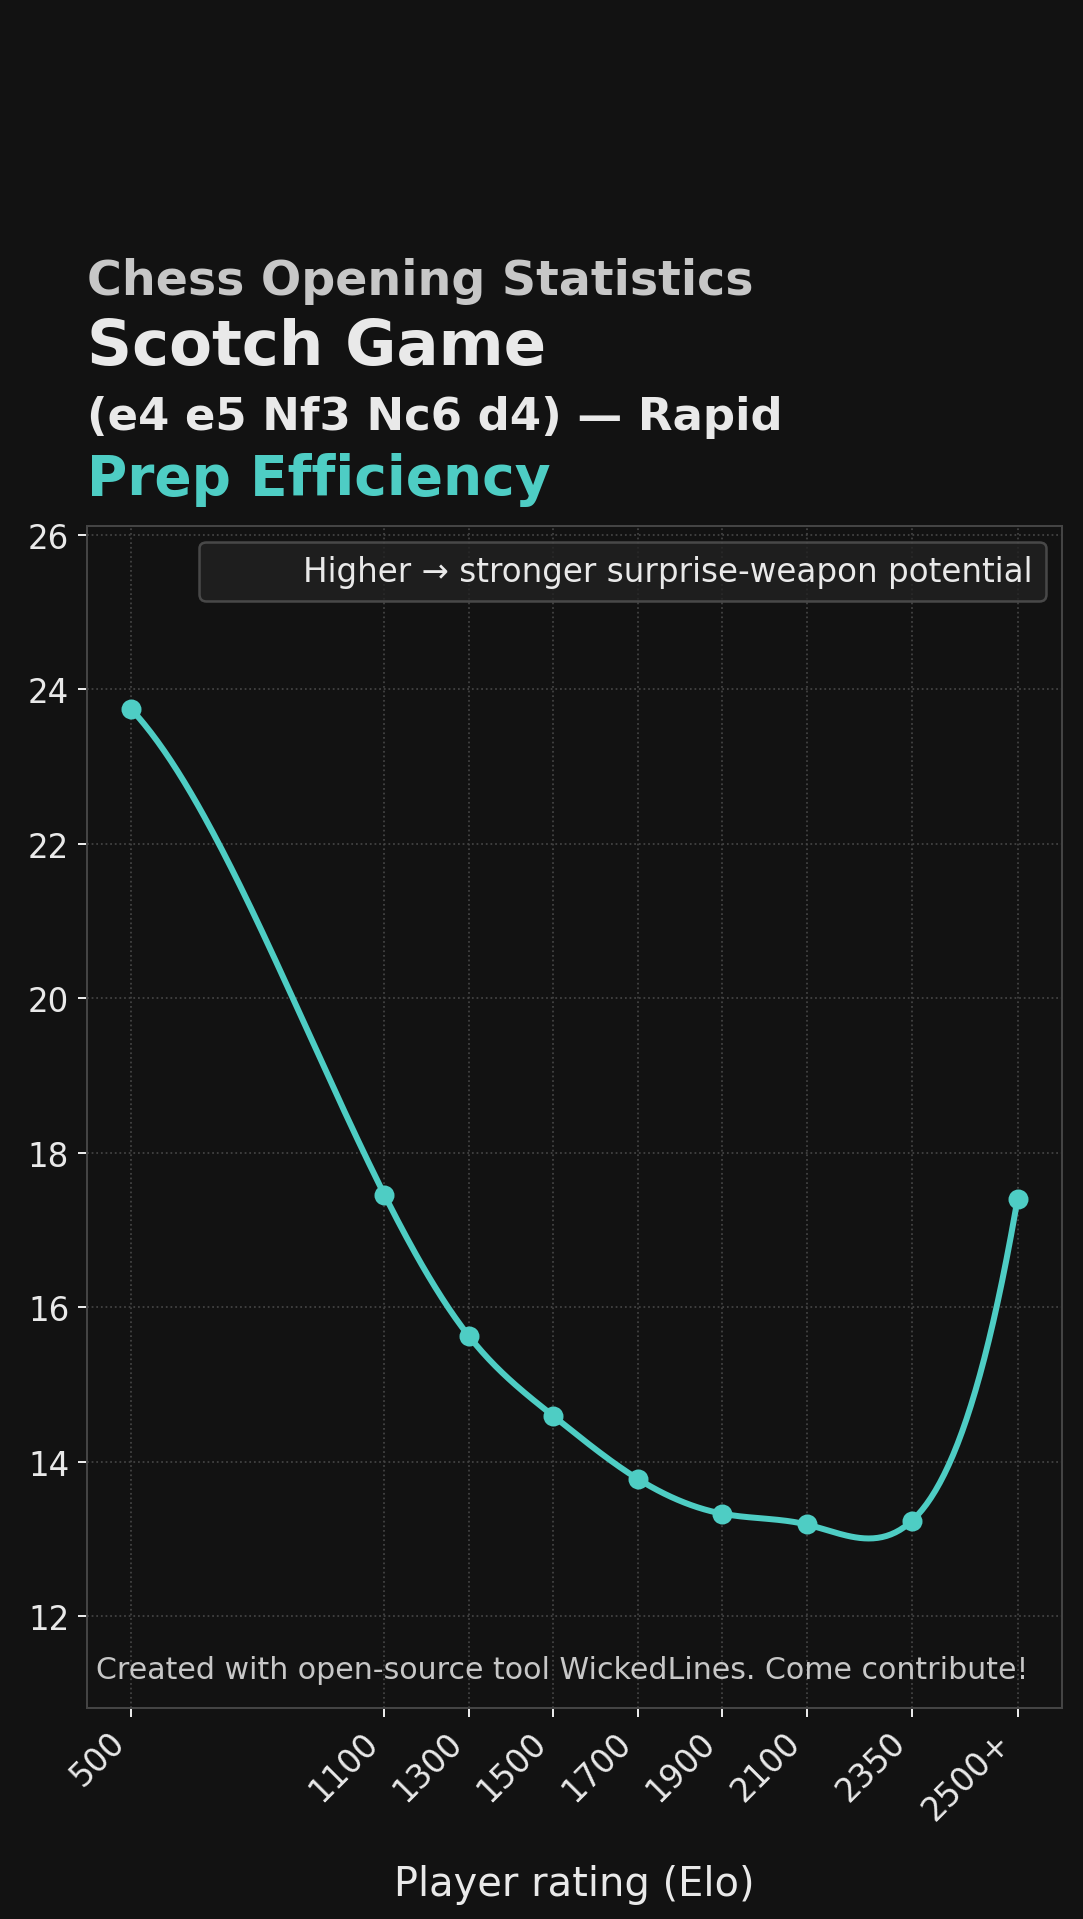 Chess Opening Statistics
Scotch Game
(e4 e5 Nf3 Nc6 d4) — Rapid
Prep Efficiency
26
Higher → stronger surprise-weapon potential
24
22
20
18
16
14
12
Created with open-source tool WickedLines. Come contribute!
500 1100 1300 1500 1700 1900 2100 2350 2500+
Player rating (Elo)